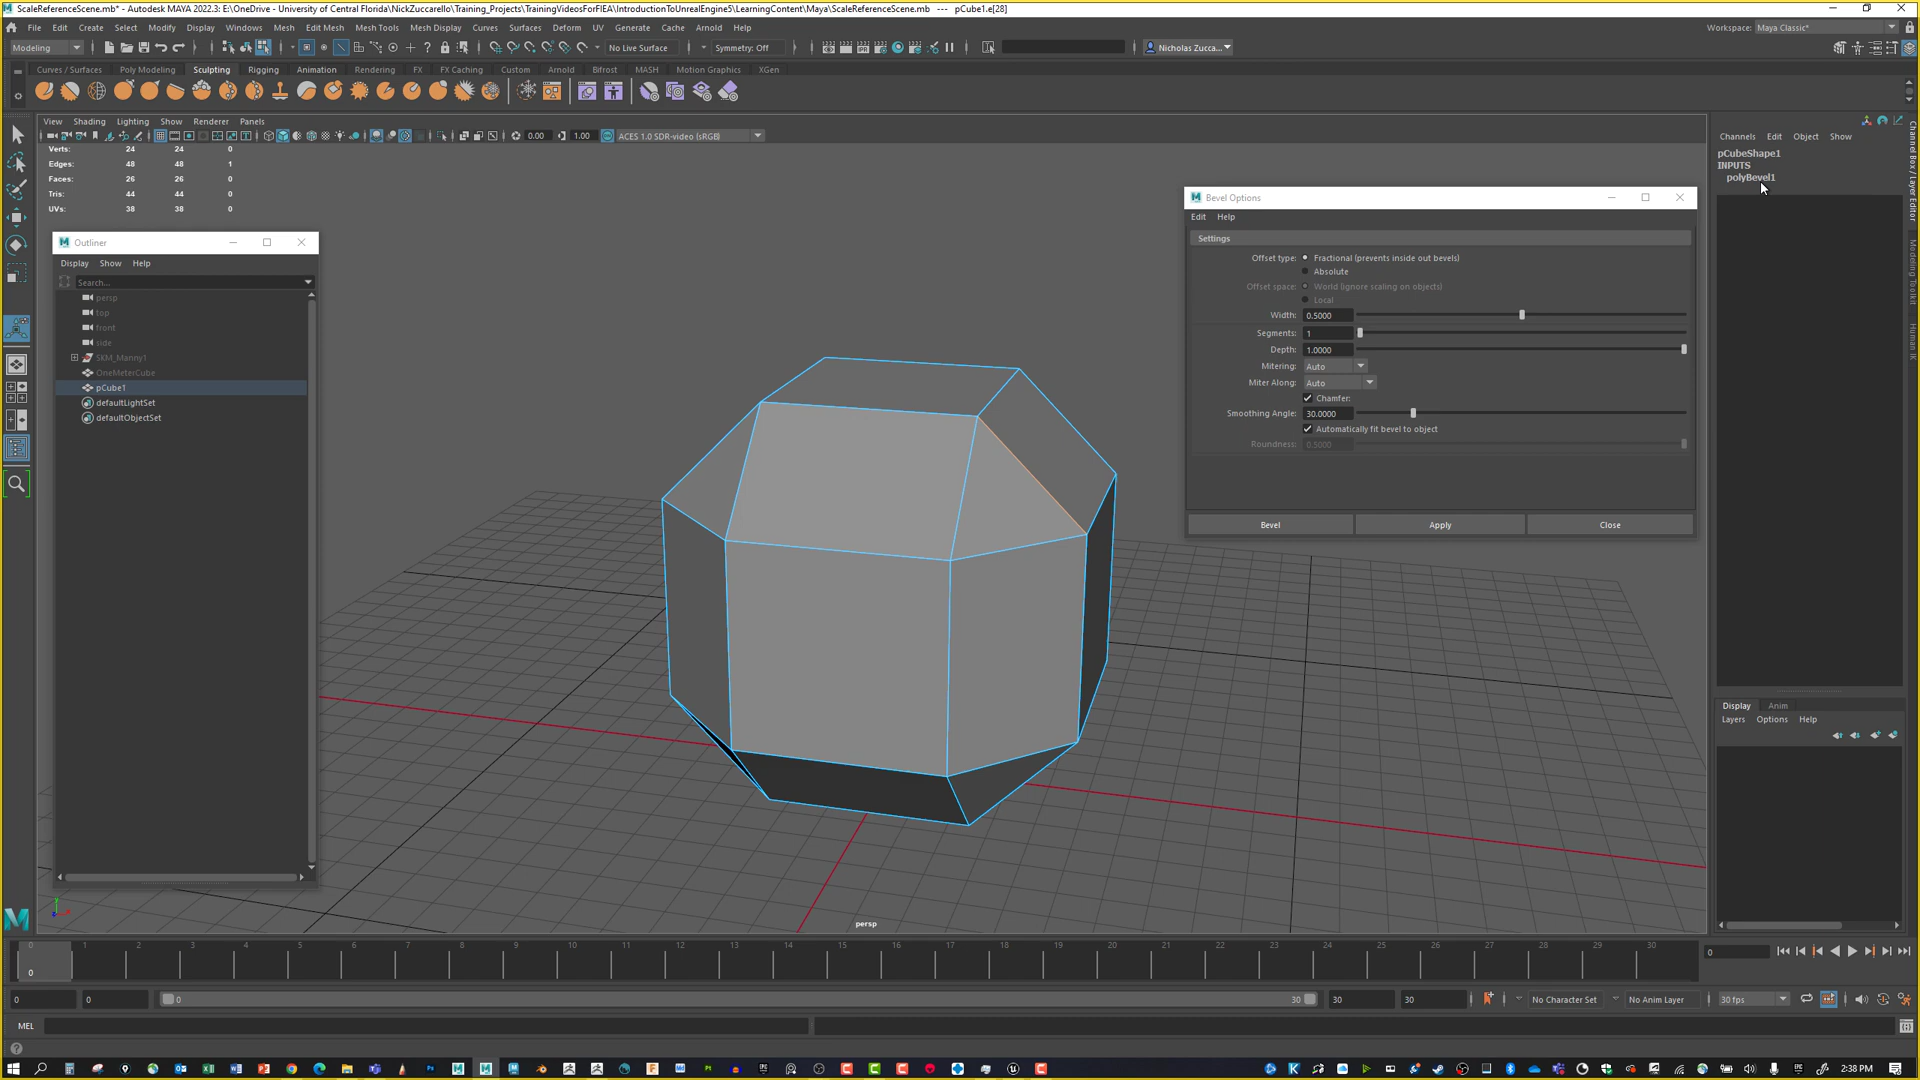 ScaleReferenceScene.mb* - Autodesk MAYA 2022.3: E:\OneDrive - University of Central Florida\NickZuccarello\Training_Projects\TrainingVideosForFIEA\IntroductionToUnrealEngine5\LearningContent\Maya\ScaleReferenceScene.mb --- pCube1.e[28]
File Edit Create Select Modify Display Windows Mesh Edit Mesh Mesh Tools Mesh Display Curves Surfaces Deform UV Generate Cache Arnold Help
Workspace: Maya Classic*
Modeling No Live Surface Symmetry: Off Nicholas Zucca...
Curves / Surfaces Poly Modeling Sculpting Rigging Animation Rendering FX FX Caching Custom Arnold Bifrost MASH Motion Graphics XGen
View Shading Lighting Show Renderer Panels
0.00 1.00 ACES 1.0 SDR-video (sRGB)
Verts: 24 24 0
Edges: 48 48 1
Faces: 26 26 0
Tris: 44 44 0
UVs: 38 38 0
Outliner
Display Show Help
Search...
persp
top
front
side
SKM_Manny1
OneMeterCube
pCube1
defaultLightSet
defaultObjectSet
Bevel Options
Edit Help
Settings
Offset type: Fractional (prevents inside out bevels)
Absolute
Offset space: World (ignore scaling on objects)
Local
Width: 0.5000
Segments: 1
Depth: 1.0000
Mitering: Auto
Miter Along: Auto
Chamfer:
Smoothing Angle: 30.0000
Automatically fit bevel to object
Roundness: 0.5000
Bevel Apply Close
Channels Edit Object Show
pCubeShape1
INPUTS
polyBevel1
Channel Box / Layer Editor
Modeling Toolkit
Human IK
Display Anim
Layers Options Help
persp
0 1 2 3 4 5 6 7 8 9 10 11 12 13 14 15 16 17 18 19 20 21 22 23 24 25 26 27 28 29 30
0
0
0 0 0 30 30 30 No Character Set No Anim Layer 30 fps
MEL
2:38 PM